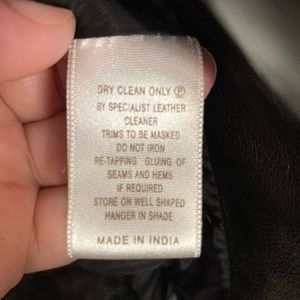 DRY CLEAN ONLY Ⓟ
BY SPECIALIST LEATHER
CLEANER
TRIMS TO BE MASKED
DO NOT IRON
RE-TAPPING GLUING OF
SEAMS AND HEMS
IF REQUIRED
STORE ON WELL SHAPED
HANGER IN SHADE
MADE IN INDIA